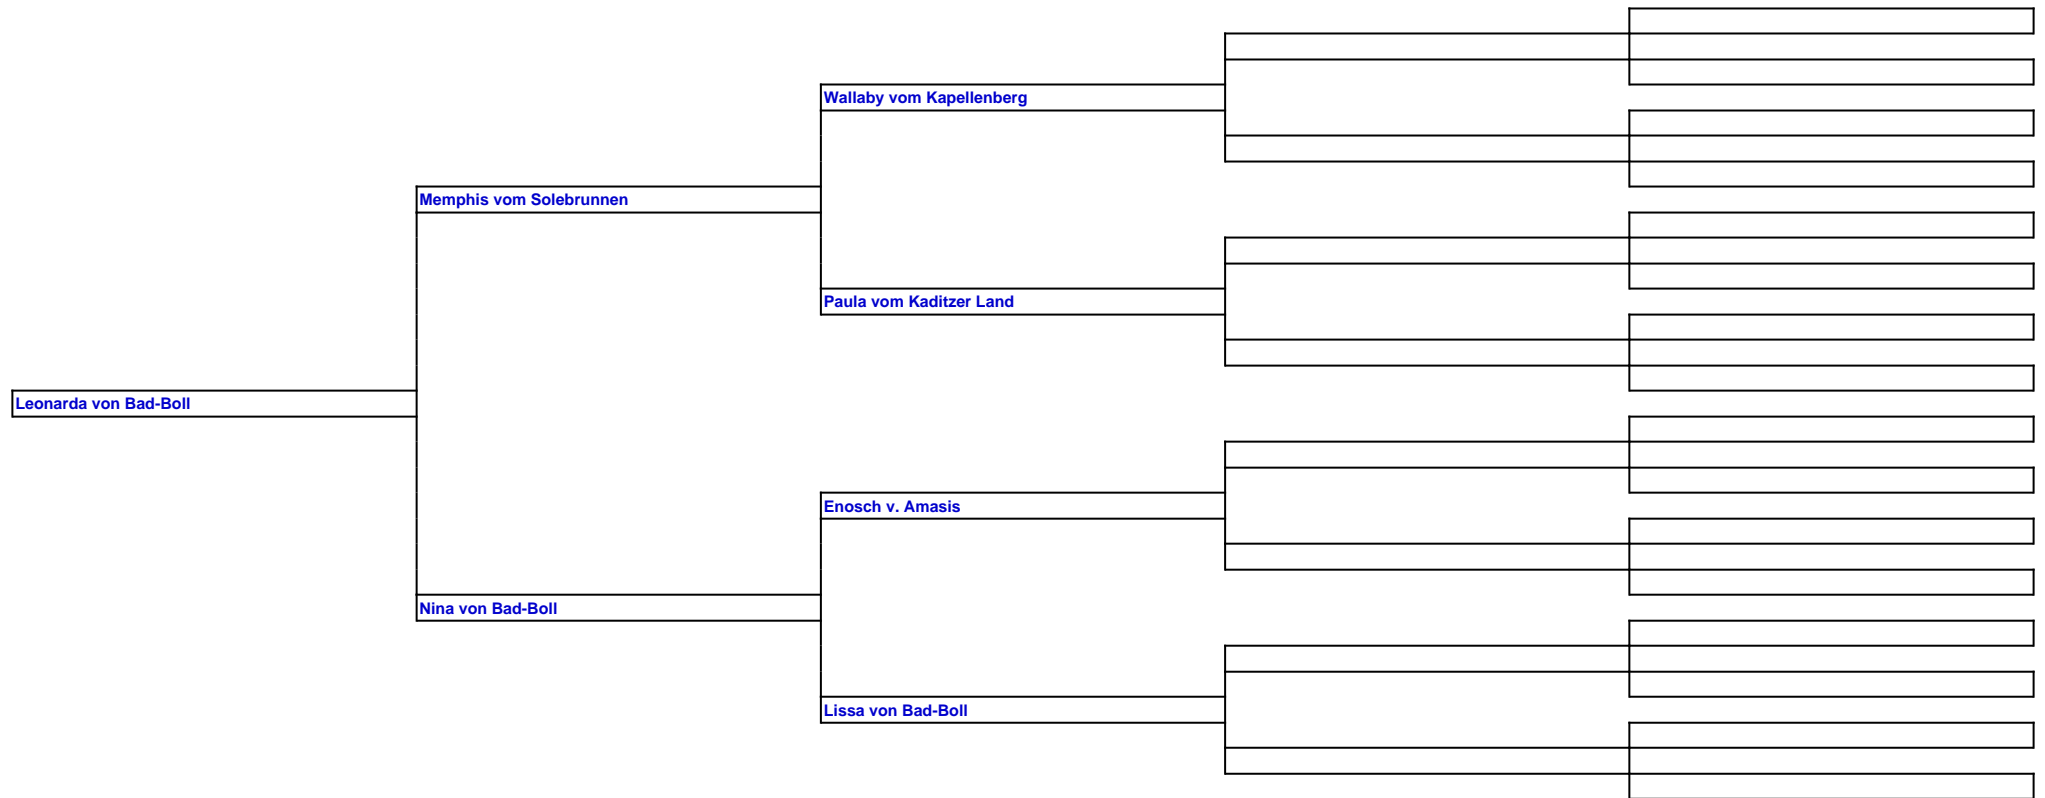 Wallaby vom Kapellenberg
Memphis vom Solebrunnen
Paula vom Kaditzer Land
Leonarda von Bad-Boll
Enosch v. Amasis
Nina von Bad-Boll
Lissa von Bad-Boll